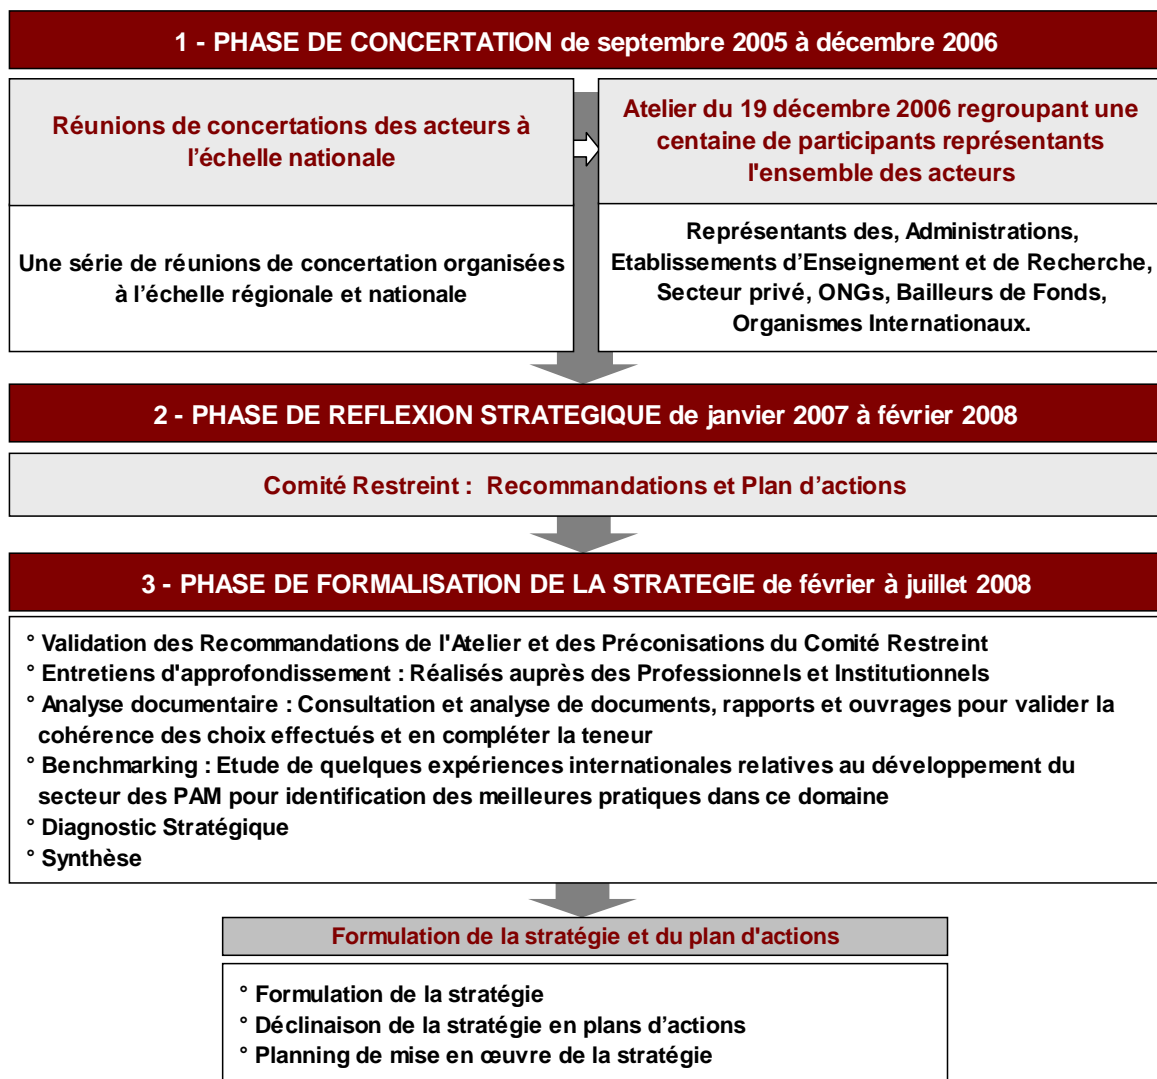 1 - PHASE DE CONCERTATION de septembre 2005 à décembre 2006
Réunions de concertations des acteurs à
l’échelle nationale
Une série de réunions de concertation organisées
à l’échelle régionale et nationale
Atelier du 19 décembre 2006 regroupant une
centaine de participants représentants
l'ensemble des acteurs
Représentants des, Administrations,
Etablissements d’Enseignement et de Recherche,
Secteur privé, ONGs, Bailleurs de Fonds,
Organismes Internationaux.
2 - PHASE DE REFLEXION STRATEGIQUE de janvier 2007 à février 2008
Comité Restreint : Recommandations et Plan d’actions
3 - PHASE DE FORMALISATION DE LA STRATEGIE de février à juillet 2008
° Validation des Recommandations de l'Atelier et des Préconisations du Comité Restreint
° Entretiens d'approfondissement : Réalisés auprès des Professionnels et Institutionnels
° Analyse documentaire : Consultation et analyse de documents, rapports et ouvrages pour valider la
cohérence des choix effectués et en compléter la teneur
° Benchmarking : Etude de quelques expériences internationales relatives au développement du
secteur des PAM pour identification des meilleures pratiques dans ce domaine
° Diagnostic Stratégique
° Synthèse
Formulation de la stratégie et du plan d'actions
° Formulation de la stratégie
° Déclinaison de la stratégie en plans d’actions
° Planning de mise en œuvre de la stratégie